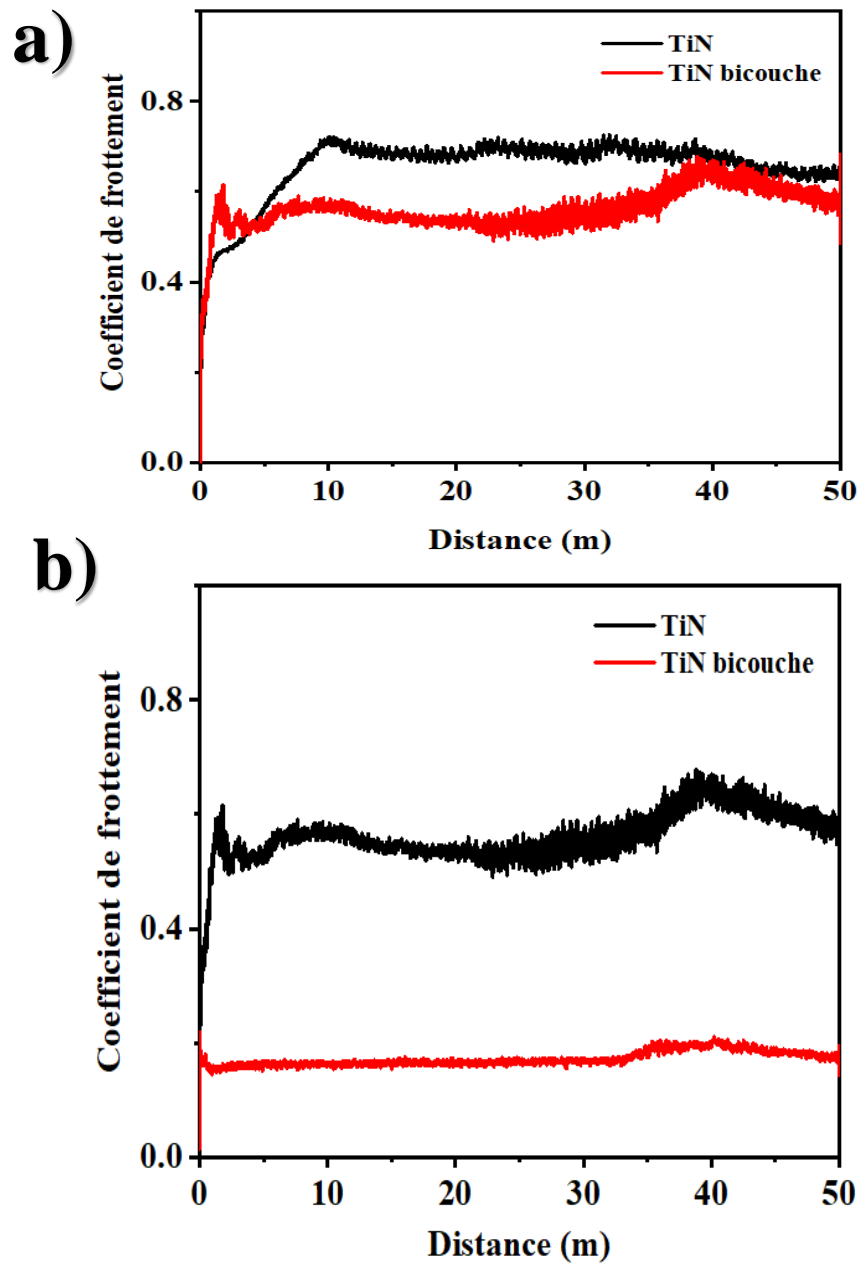 a)
TiN
TiN bicouche
Coefficient de frottement
0.8
0.4
0.0
0 10 20 30 40 50
Distance (m)
b)
TiN
TiN bicouche
Coefficient de frottement
0.8
0.4
0.0
0 10 20 30 40 50
Distance (m)